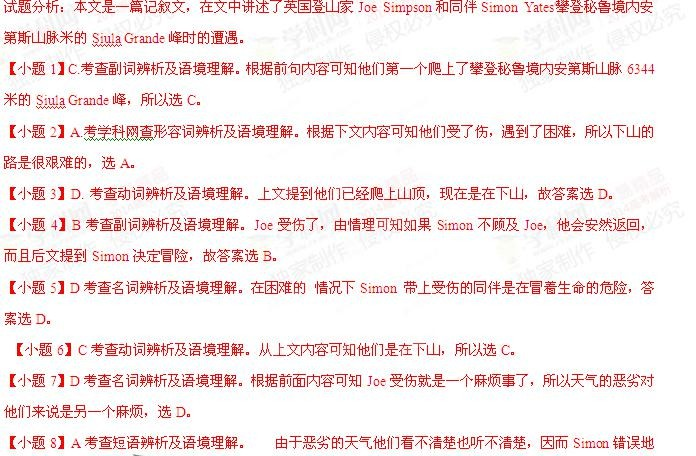 试题分析：本文是一篇记叙文，在文中讲述了英国登山家 Joe Simpson 和同伴 Simon Yates 攀登秘鲁境内安
第斯山脉米的 Siula Grande 峰时的遭遇。
【小题 1】C.考查副词辨析及语境理解。根据前句内容可知他们第一个爬上了攀登秘鲁境内安第斯山脉 6344
米的 Siula Grande 峰，所以选 C。
【小题 2】A.考学科网查形容词辨析及语境理解。根据下文内容可知他们受了伤，遇到了困难，所以下山的
路是很艰难的，选 A。
【小题 3】D. 考查动词辨析及语境理解。上文提到他们已经爬上山顶，现在是在下山，故答案选 D。
【小题 4】B 考查副词辨析及语境理解。Joe 受伤了，由情理可知如果 Simon 不顾及 Joe，他会安然返回，
而且后文提到 Simon 决定冒险，故答案选 B。
【小题 5】D 考查名词辨析及语境理解。在困难的 情况下 Simon 带上受伤的同伴是在冒着生命的危险，答
案选 D。
【小题 6】C 考查动词辨析及语境理解。从上文内容可知他们是在下山，所以选 C。
【小题 7】D 考查名词辨析及语境理解。根据前面内容可知 Joe 受伤就是一个麻烦事了，所以天气的恶劣对
他们来说是另一个麻烦，选 D。
【小题 8】A 考查短语辨析及语境理解。 由于恶劣的天气他们看不清楚也听不清楚，因而 Simon 错误地